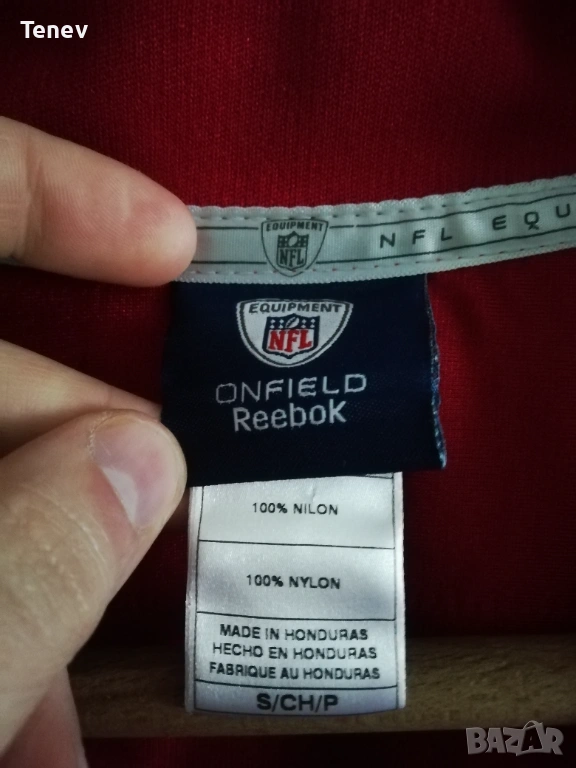 Tenev
EQUIPMENT
NFL
NFL EQU
EQUIPMENT
NFL
ONFIELD
Reebok
100% NILON
100% NYLON
MADE IN HONDURAS
HECHO EN HONDURAS
FABRIQUE AU HONDURAS
S/CH/P
BAZAR